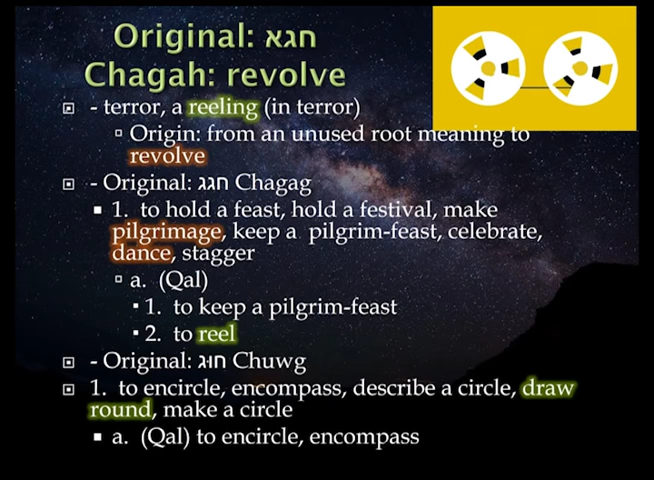 Original: חגא
Chagah: revolve
- terror, a reeling (in terror)
Origin: from an unused root meaning to
revolve
- Original: חגג Chagag
1. to hold a feast, hold a festival, make
pilgrimage, keep a pilgrim-feast, celebrate,
dance, stagger
a. (Qal)
1. to keep a pilgrim-feast
2. to reel
- Original: חוּג Chuwg
1. to encircle, encompass, describe a circle, draw
round, make a circle
a. (Qal) to encircle, encompass